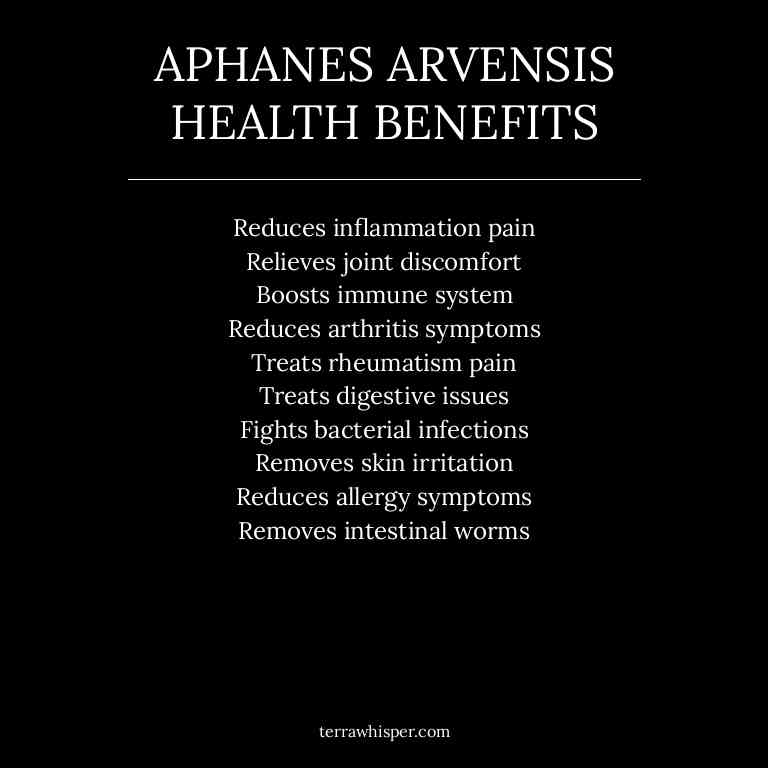 APHANES ARVENSIS
HEALTH BENEFITS
Reduces inflammation pain
Relieves joint discomfort
Boosts immune system
Reduces arthritis symptoms
Treats rheumatism pain
Treats digestive issues
Fights bacterial infections
Removes skin irritation
Reduces allergy symptoms
Removes intestinal worms
terrawhisper.com